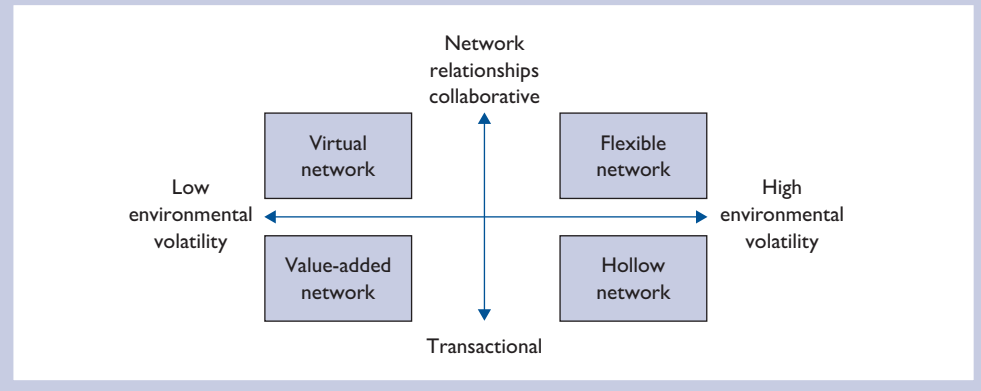 Network
relationships
collaborative
Virtual
network
Flexible
network
Low
environmental
volatility
High
environmental
volatility
Value-added
network
Hollow
network
Transactional